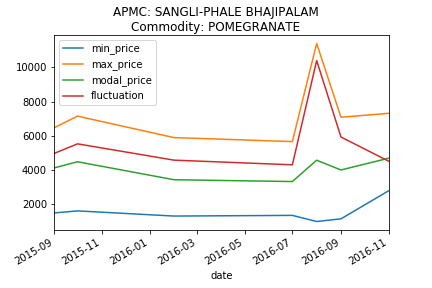 APMC: SANGLI-PHALE BHAJIPALAM
Commodity: POMEGRANATE
min_price
max_price
modal_price
fluctuation
10000
8000
6000
4000
2000
2015-09
2015-11
2016-01
2016-03
2016-05
2016-07
2016-09
2016-11
date